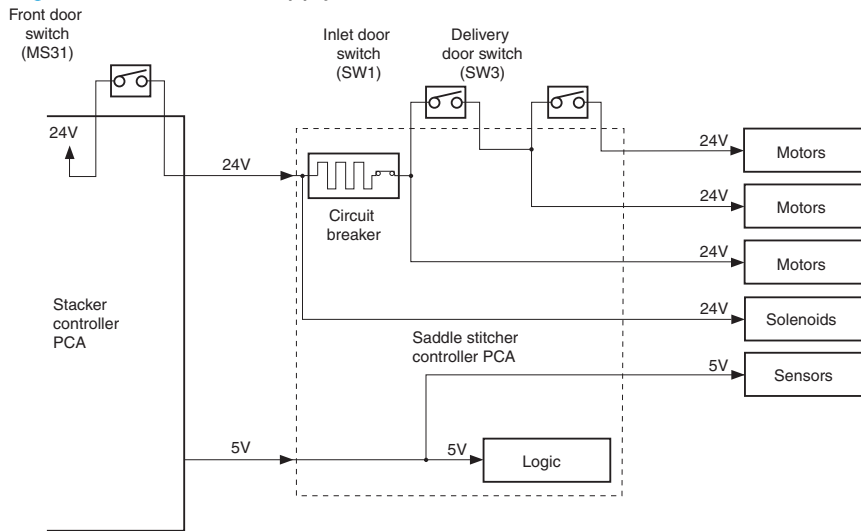 Front door
switch
(MS31)
Inlet door
switch
(SW1)
Delivery
door switch
(SW3)
24V
24V
24V
Motors
Circuit
breaker
24V
Motors
24V
Motors
Stacker
controller
PCA
24V
Solenoids
Saddle stitcher
controller PCA
5V
Sensors
5V
5V
Logic